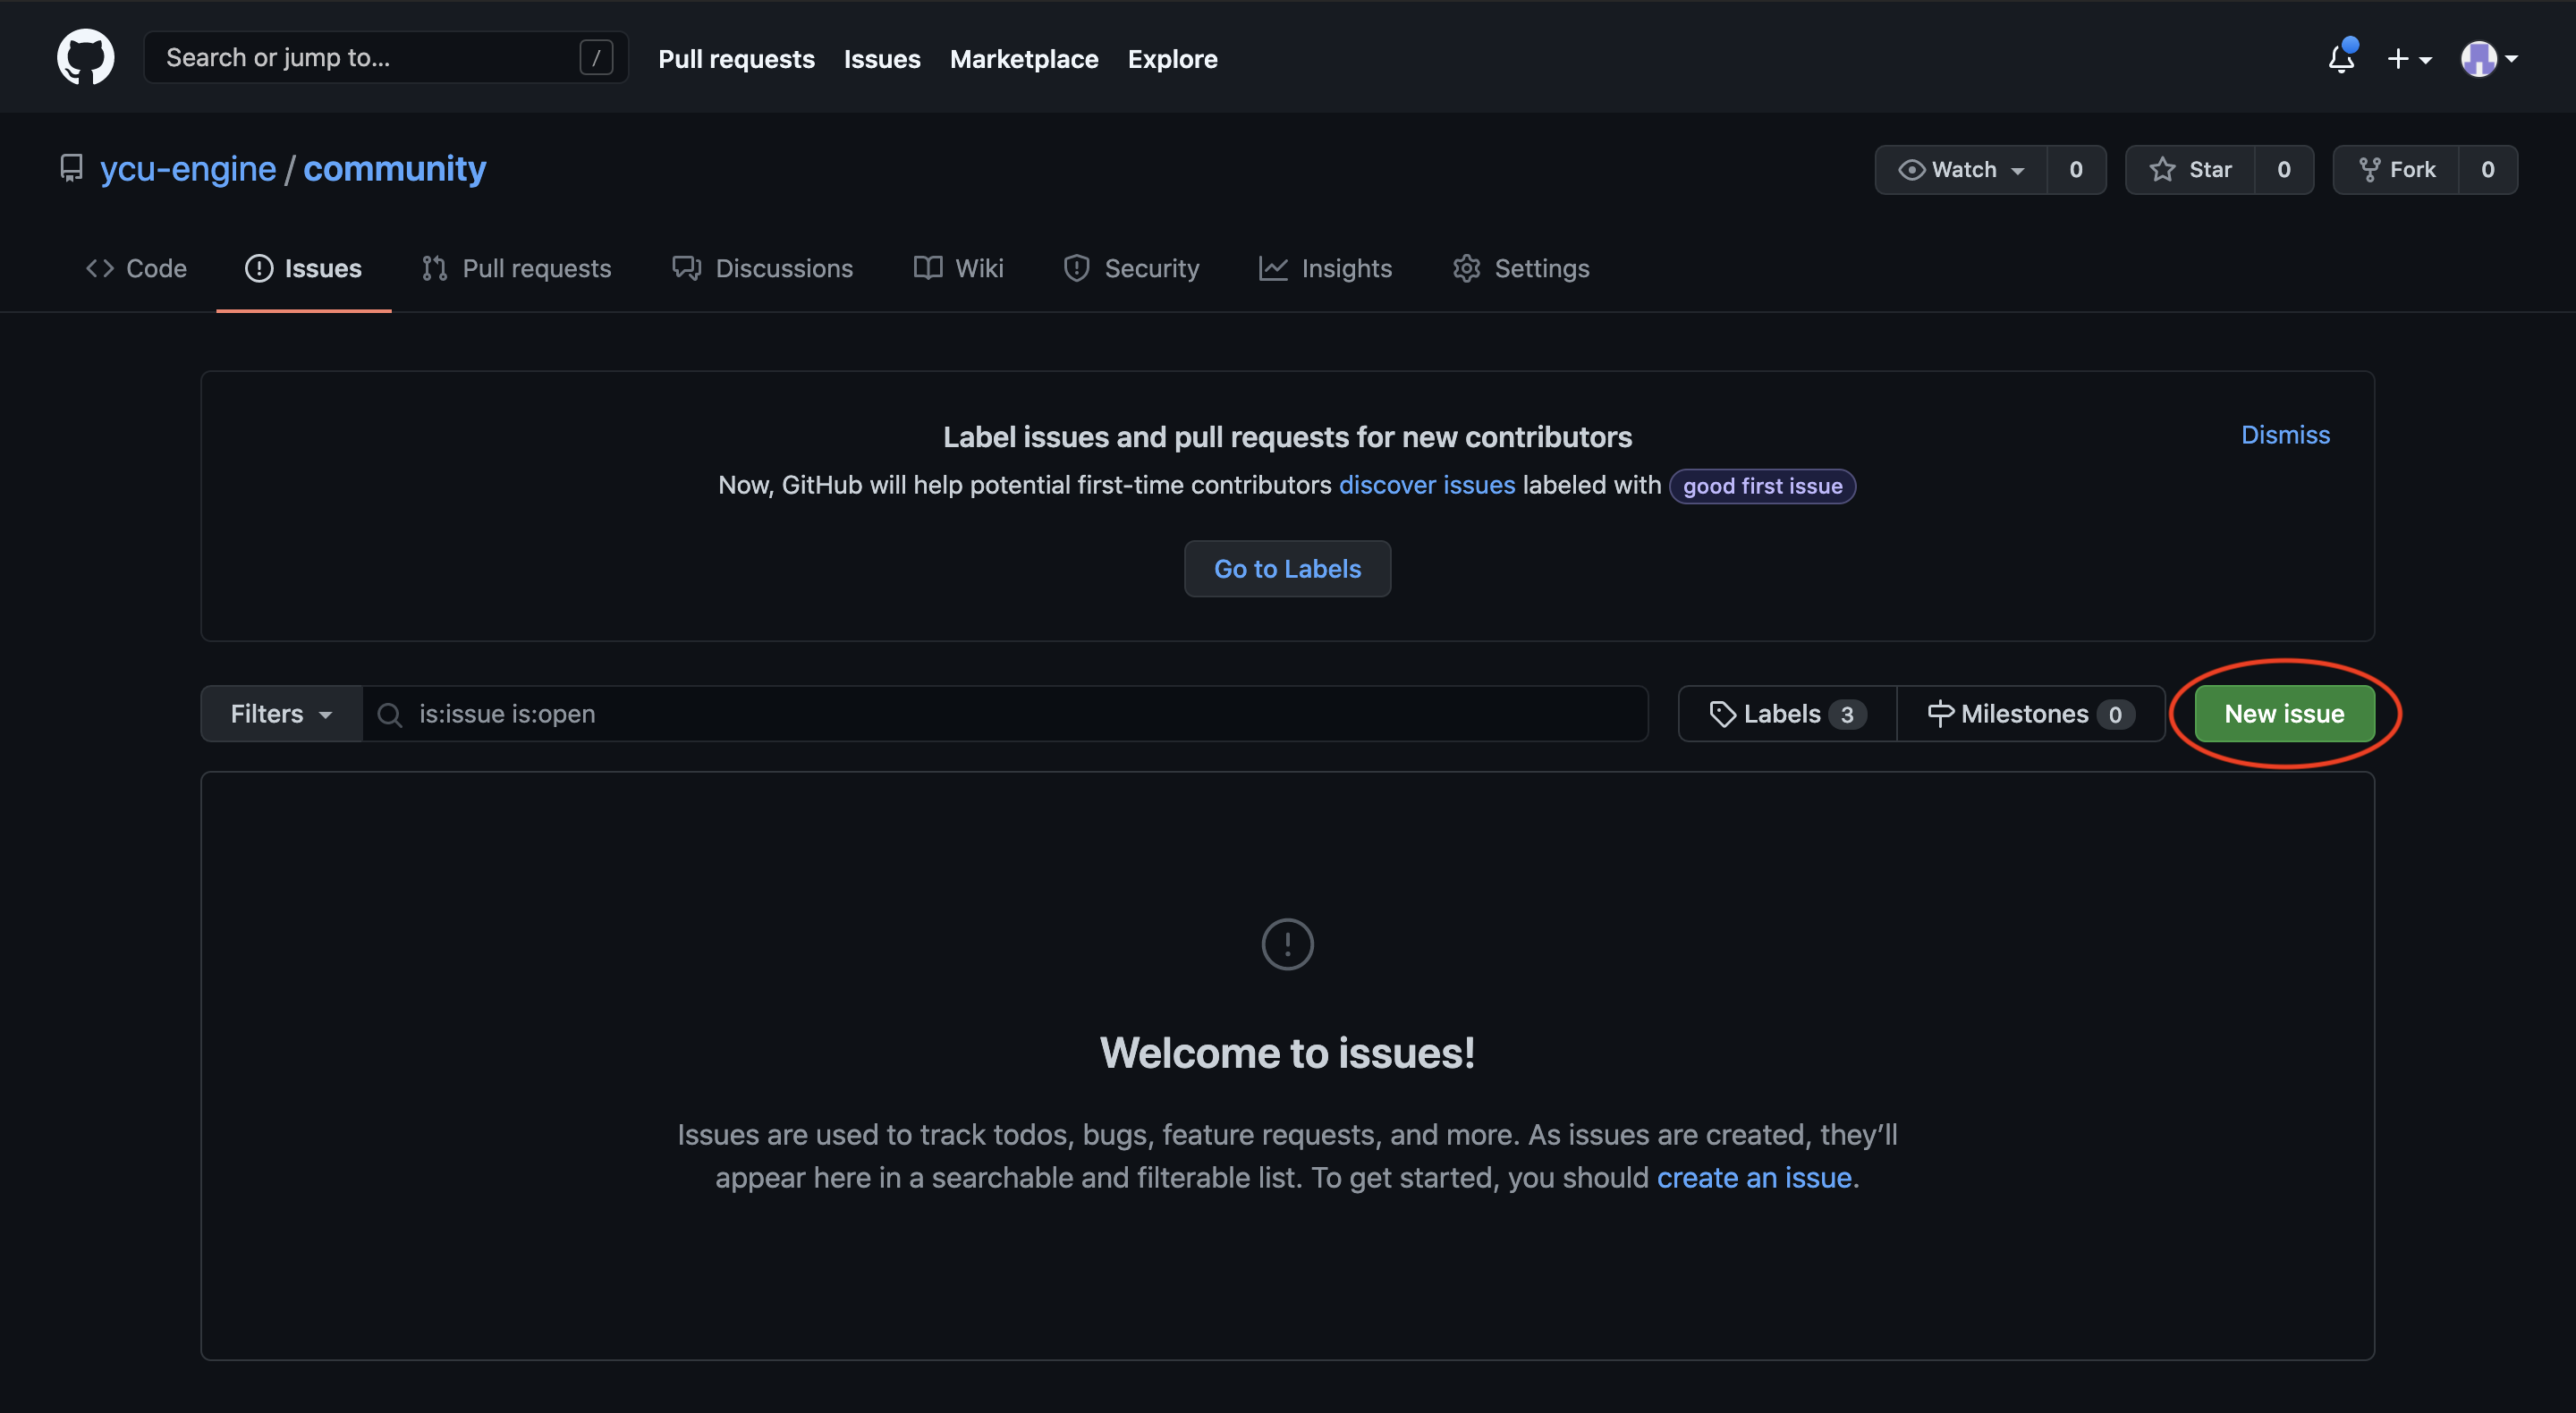 Search or jump to... / Pull requests Issues Marketplace Explore
ycu-engine / community Watch 0 Star 0 Fork 0
Code Issues Pull requests Discussions Wiki Security Insights Settings
Label issues and pull requests for new contributors Dismiss
Now, GitHub will help potential first-time contributors discover issues labeled with good first issue
Go to Labels
Filters is:issue is:open Labels 3 Milestones 0 New issue
Welcome to issues!
Issues are used to track todos, bugs, feature requests, and more. As issues are created, they’ll
appear here in a searchable and filterable list. To get started, you should create an issue.